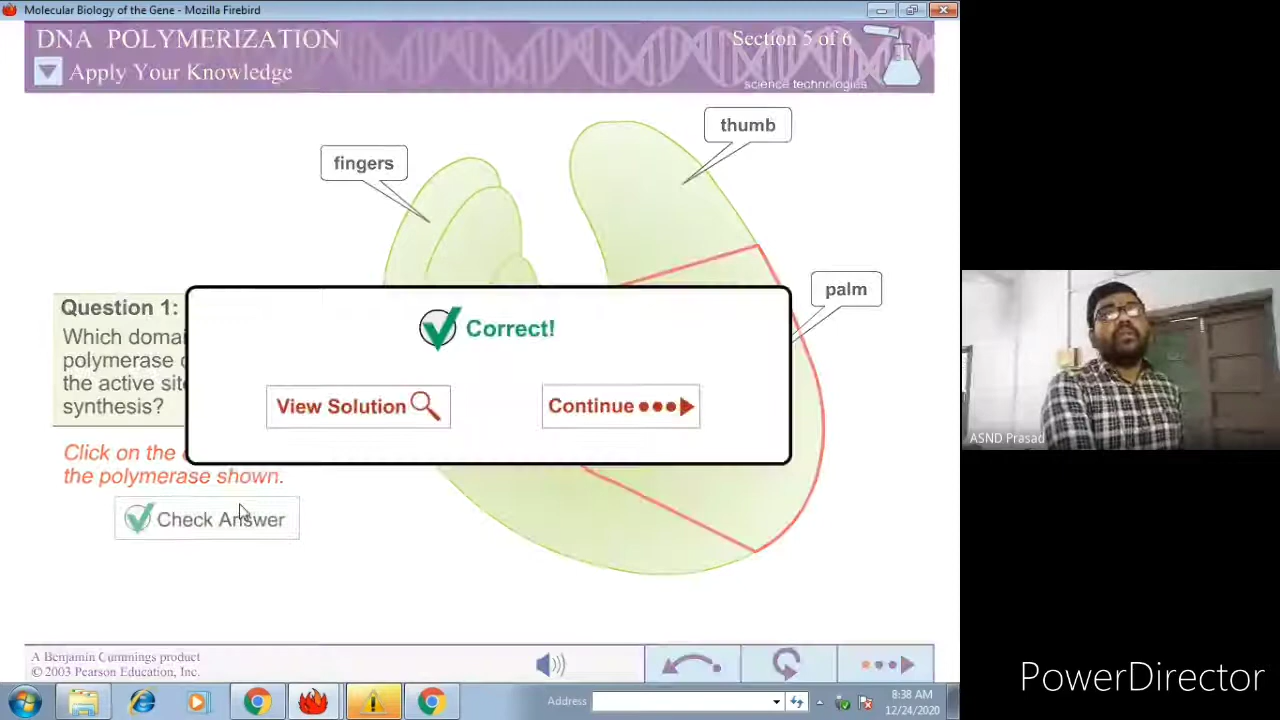 Molecular Biology of the Gene - Mozilla Firebird
DNA POLYMERIZATION
Section 5 of 6
Apply Your Knowledge
science technologies
thumb
fingers
palm
Question 1:
Which domai
polymerase
the active sit
synthesis?
Click on the
the polymerase shown.
Check Answer
Correct!
View Solution
Continue
ASND Prasad
A Benjamin Cummings product
© 2003 Pearson Education, Inc.
Address
8:38 AM
12/24/2020
PowerDirector